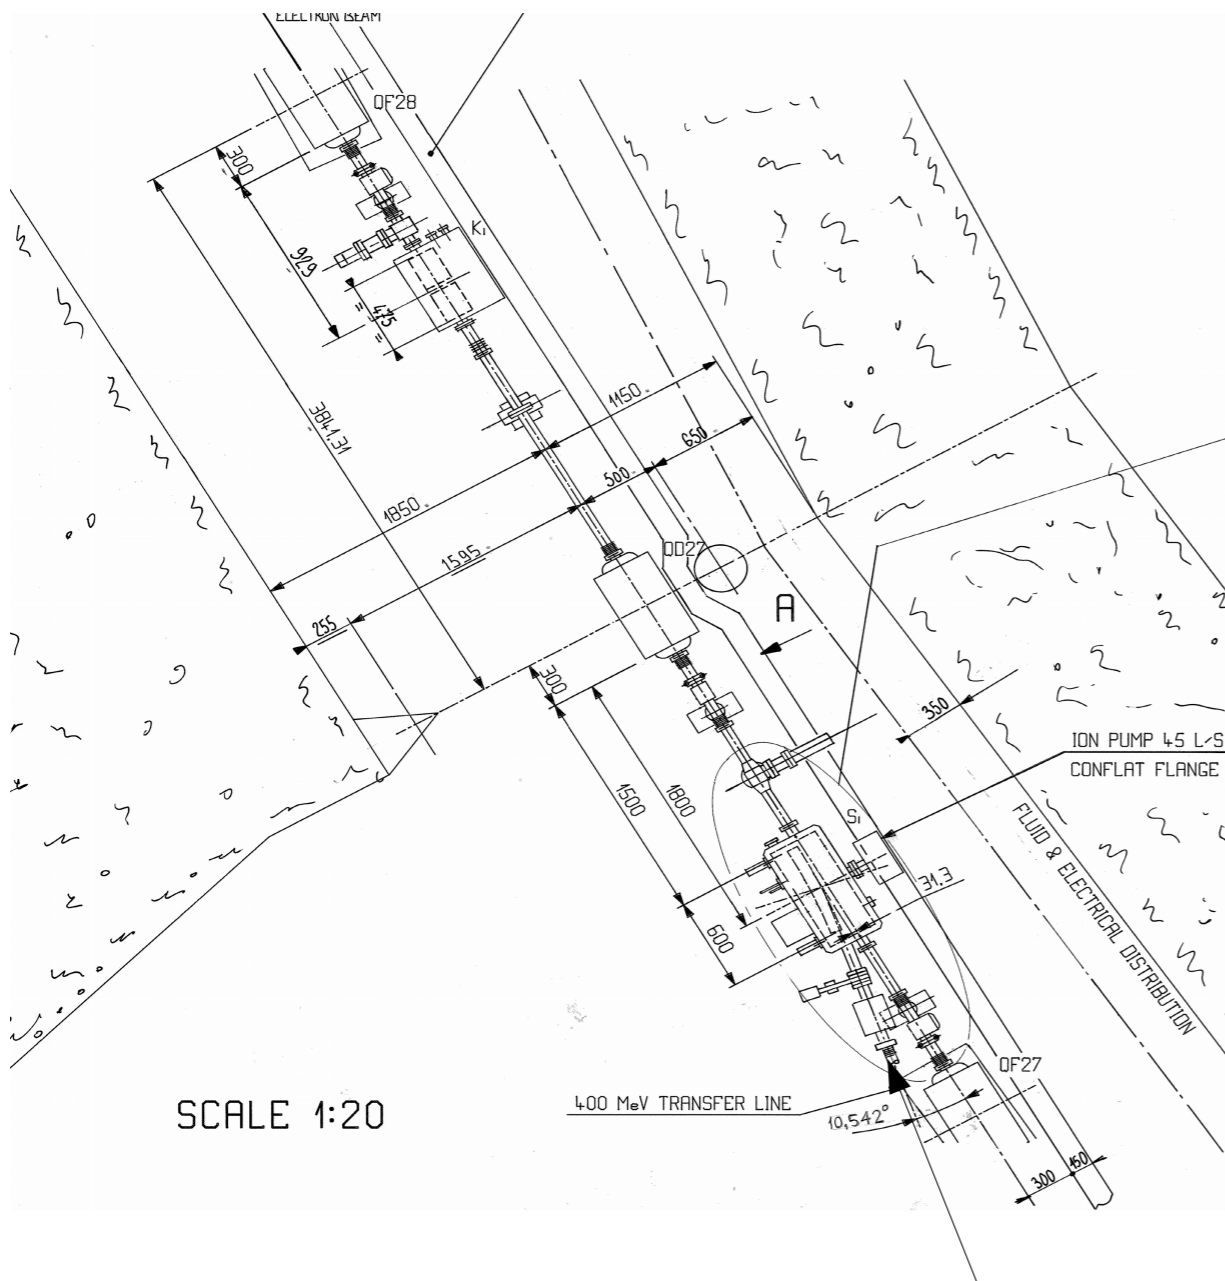 ELECTRON BEAM
QF28
300
K₁
929
475
"
"
3841.31
1150
650
500
1850
1595
255
QD27
A
300
350
ION PUMP 45 L/S
CONFLAT FLANGE
1500
1800
S₁
FLUID & ELECTRICAL DISTRIBUTION
31.3
600
QF27
SCALE 1:20
400 MeV TRANSFER LINE
10,542°
300
160